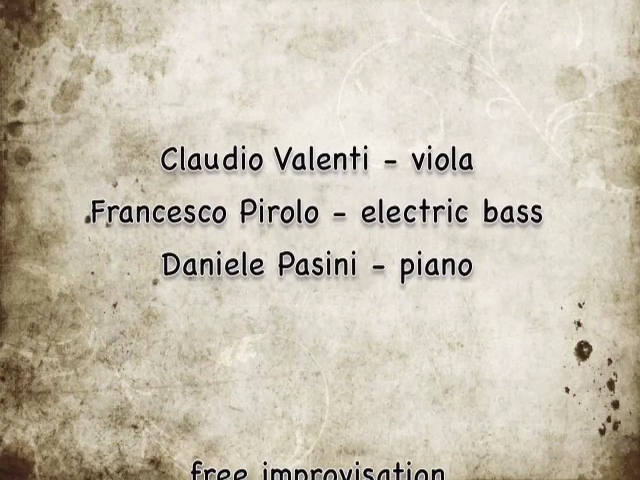 Claudio Valenti - viola
Francesco Pirolo - electric bass
Daniele Pasini - piano
free improvisation